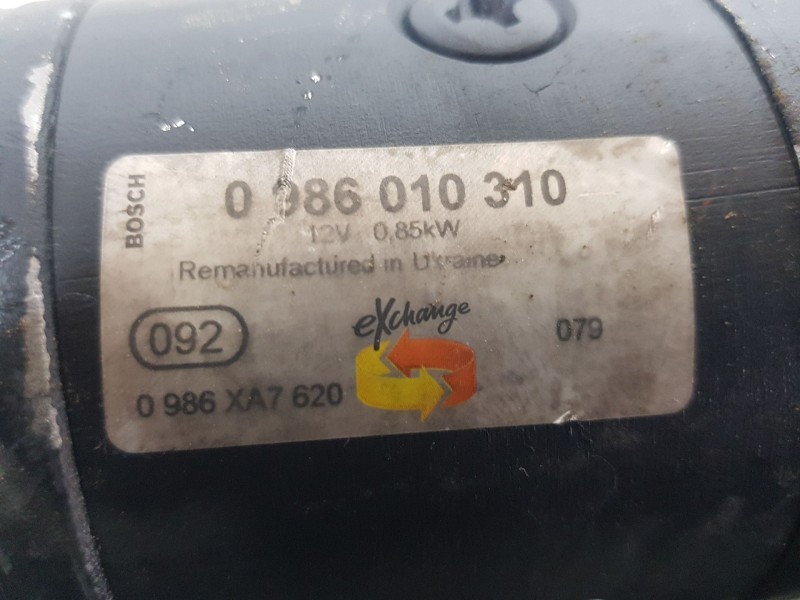 BOSCH
0 986 010 310
12V 0,85kW
Remanufactured in Ukraine
092
eXchange
079
0 986 XA7 620